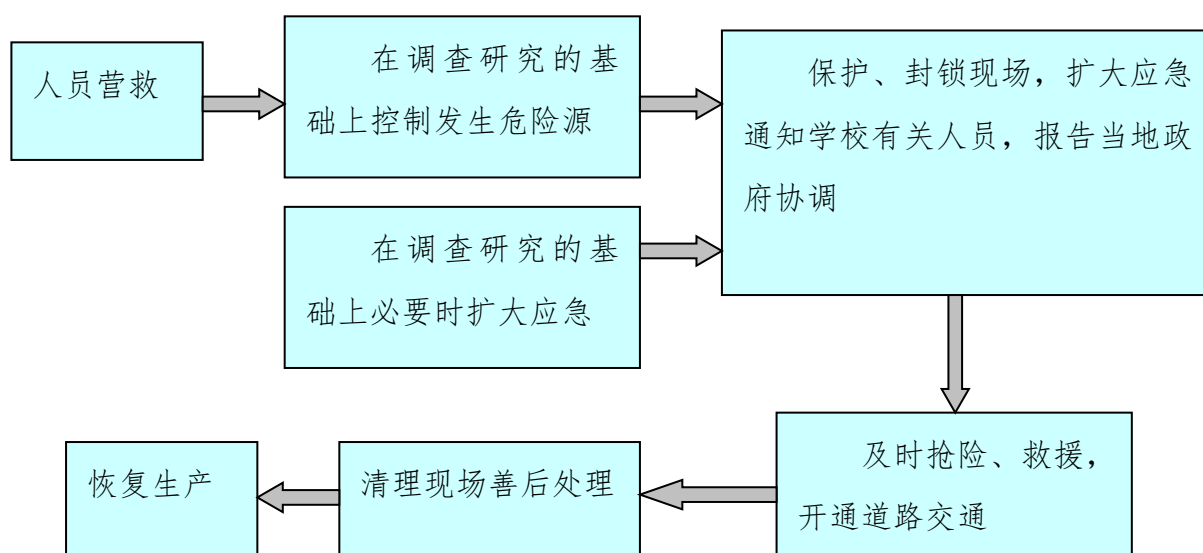 人员营救
在调查研究的基
础上控制发生危险源
保护、封锁现场，扩大应急
通知学校有关人员，报告当地政
府协调
在调查研究的基
础上必要时扩大应急
及时抢险、救援，
开通道路交通
清理现场善后处理
恢复生产